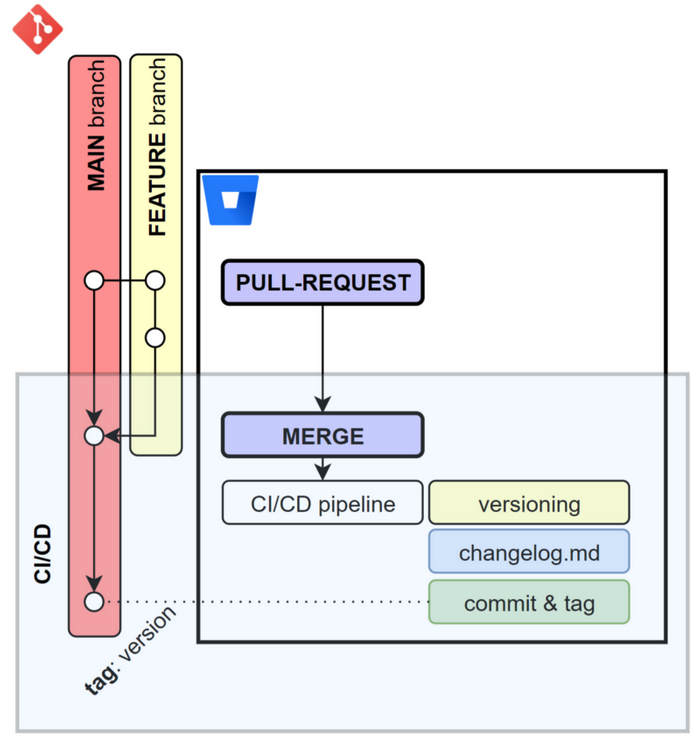 MAIN branch
FEATURE branch
PULL-REQUEST
MERGE
CI/CD pipeline
versioning
changelog.md
commit & tag
CI/CD
tag: version